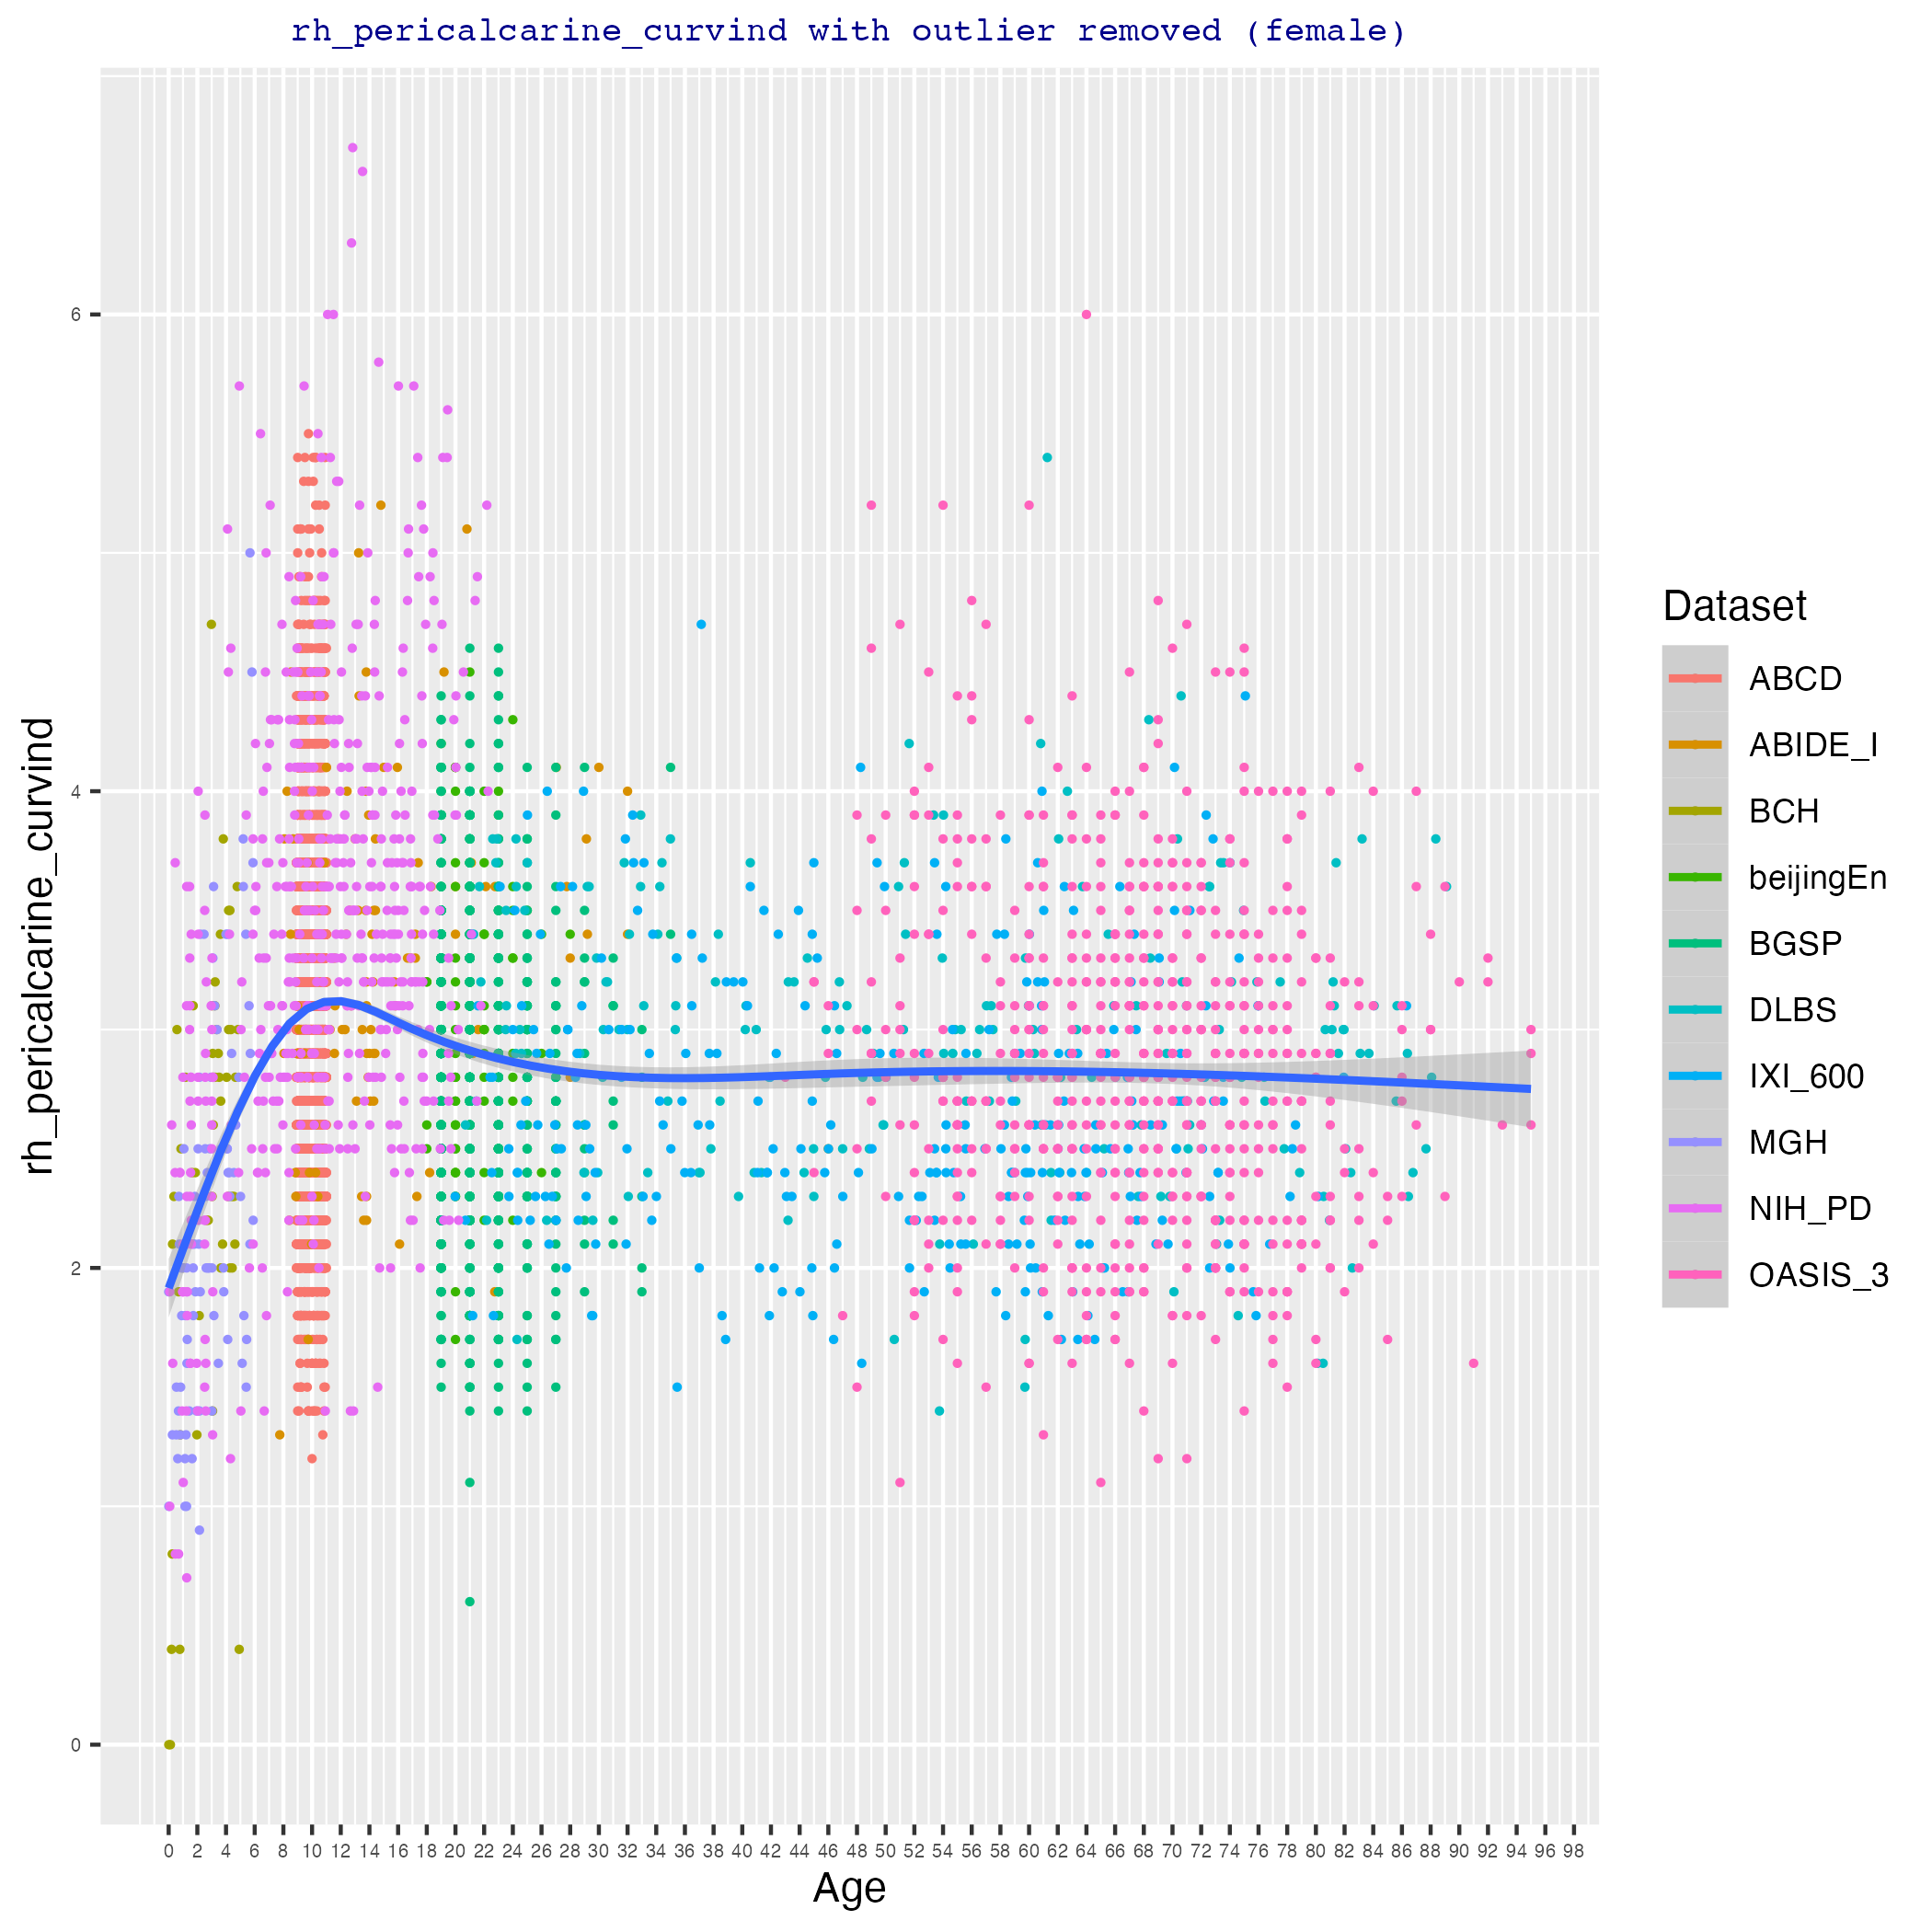 rh_pericalcarine_curvind with outlier removed (female)
rh_pericalcarine_curvind
6
4
2
0
0 2 4 6 8 10 12 14 16 18 20 22 24 26 28 30 32 34 36 38 40 42 44 46 48 50 52 54 56 58 60 62 64 66 68 70 72 74 76 78 80 82 84 86 88 90 92 94 96 98
Age
Dataset
ABCD
ABIDE_I
BCH
beijingEn
BGSP
DLBS
IXI_600
MGH
NIH_PD
OASIS_3